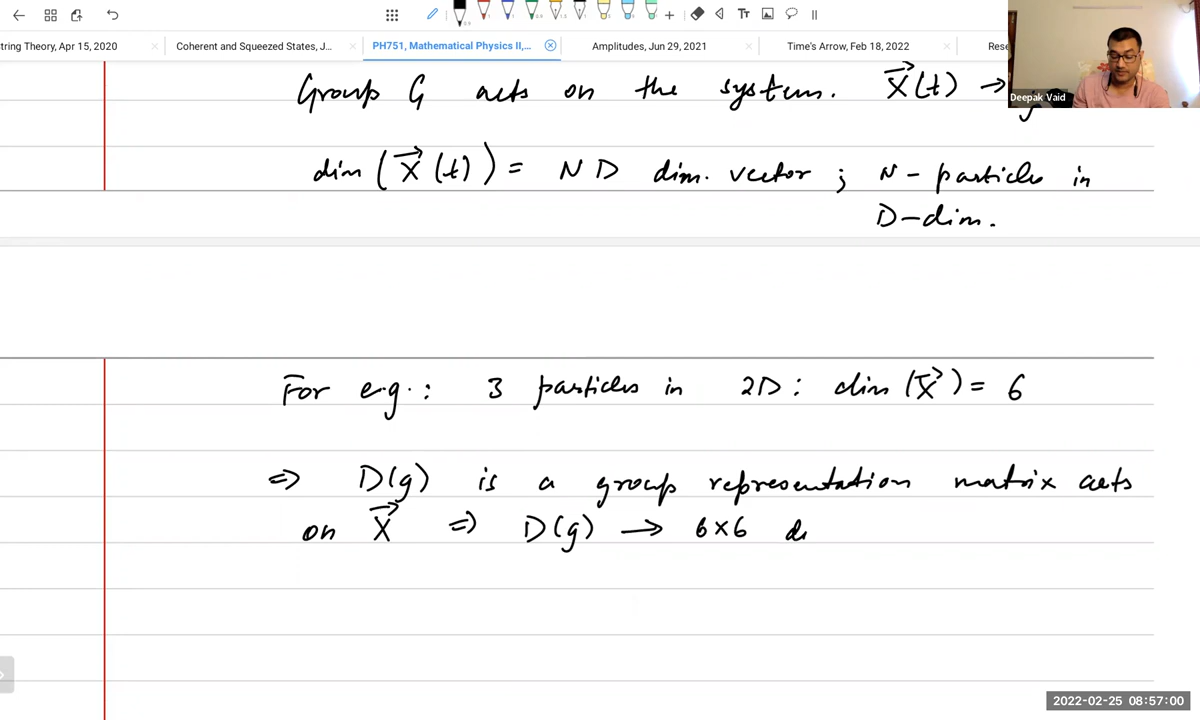 tring Theory, Apr 15, 2020
Coherent and Squeezed States, J...
PH751, Mathematical Physics II,...
Amplitudes, Jun 29, 2021
Time's Arrow, Feb 18, 2022
Rese
Deepak Vaid
Group G acts on the system. X⃗(t) →
dim (X⃗(t)) = ND dim. vector ; N-particle in
D-dim.
For e.g.: 3 particles in 2D: dim (X⃗) = 6
⇒ D(g) is a group representation matrix acts
on X⃗ ⇒ D(g) → 6×6 di
2022-02-25 08:57:00